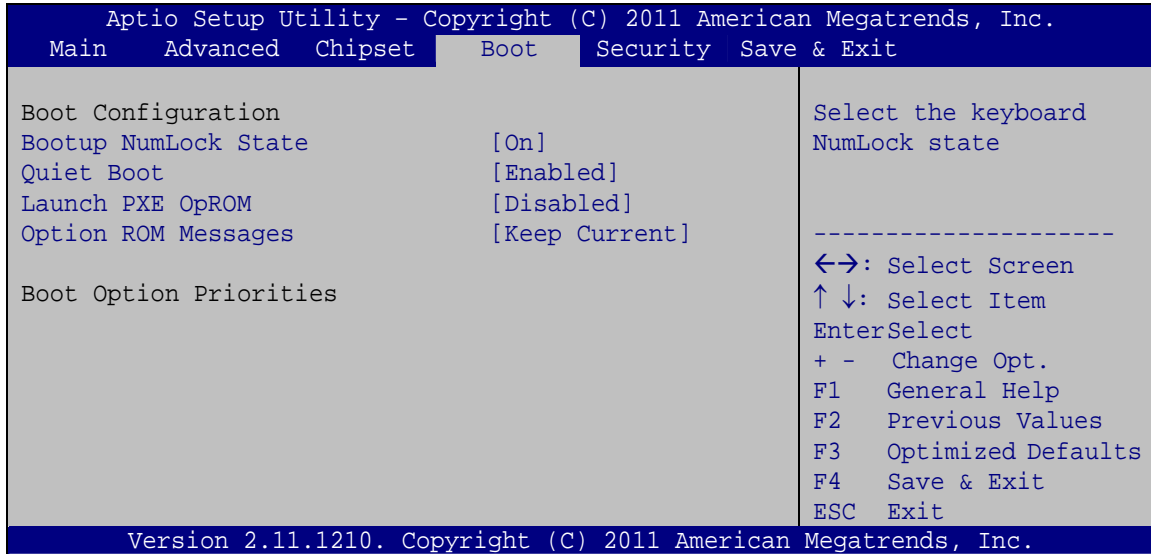 Aptio Setup Utility – Copyright (C) 2011 American Megatrends, Inc.
Main Advanced Chipset Boot Security Save & Exit
Boot Configuration
Bootup NumLock State [On]
Quiet Boot [Enabled]
Launch PXE OpROM [Disabled]
Option ROM Messages [Keep Current]
Boot Option Priorities
Select the keyboard
NumLock state
---------------------
←→: Select Screen
↑ ↓: Select Item
EnterSelect
+ - Change Opt.
F1 General Help
F2 Previous Values
F3 Optimized Defaults
F4 Save & Exit
ESC Exit
Version 2.11.1210. Copyright (C) 2011 American Megatrends, Inc.